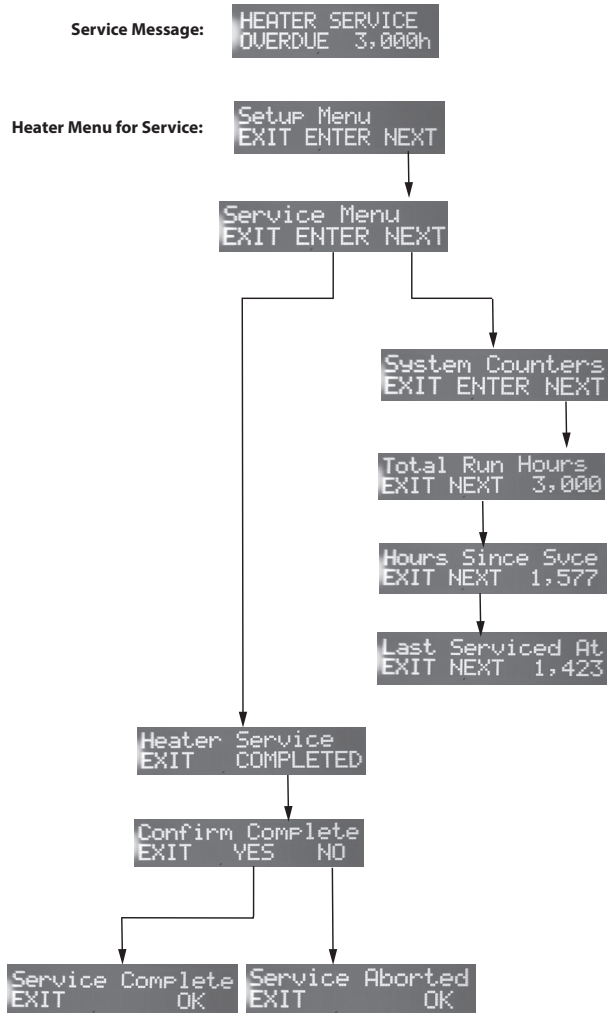 Service Message:
HEATER SERVICE
OVERDUE 3,000h
Heater Menu for Service:
Setup Menu
EXIT ENTER NEXT
Service Menu
EXIT ENTER NEXT
System Counters
EXIT ENTER NEXT
Total Run Hours
EXIT NEXT 3,000
Hours Since Svce
EXIT NEXT 1,577
Last Serviced At
EXIT NEXT 1,423
Heater Service
EXIT COMPLETED
Confirm Complete
EXIT YES NO
Service Complete
EXIT OK
Service Aborted
EXIT OK